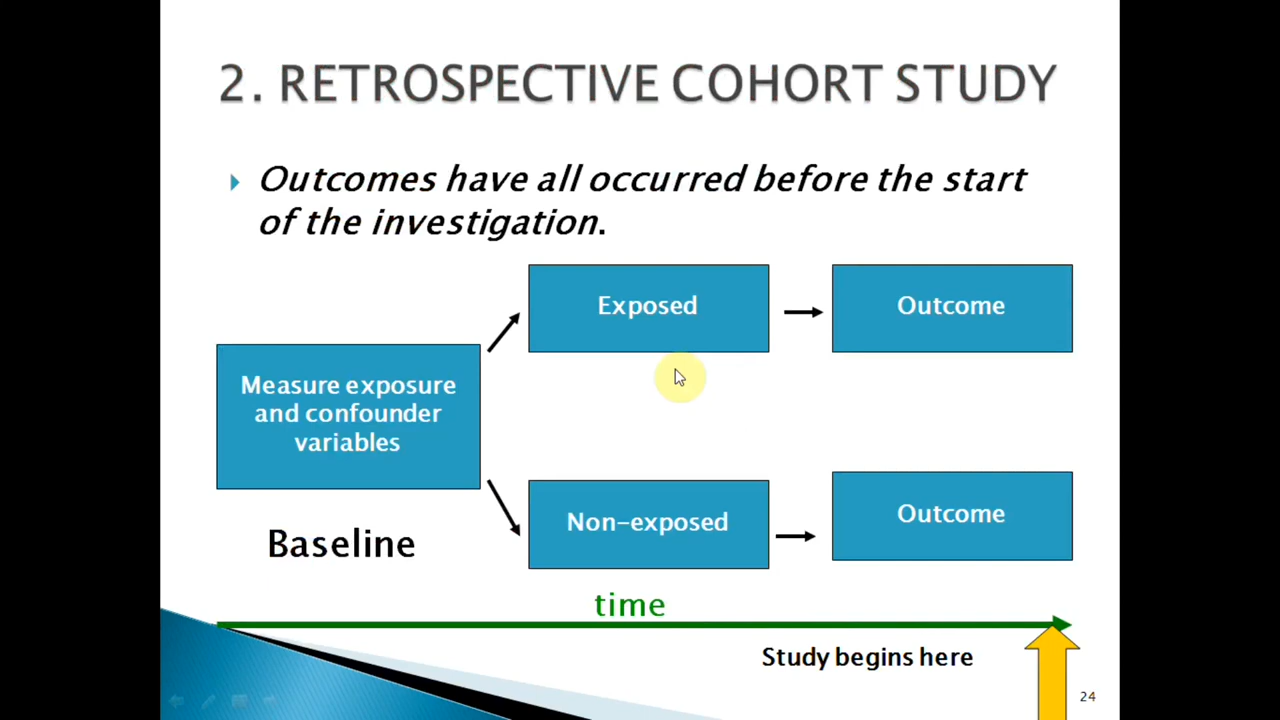 2. RETROSPECTIVE COHORT STUDY
Outcomes have all occurred before the start
of the investigation.
Exposed
Outcome
Measure exposure
and confounder
variables
Non-exposed
Outcome
Baseline
time
Study begins here
24